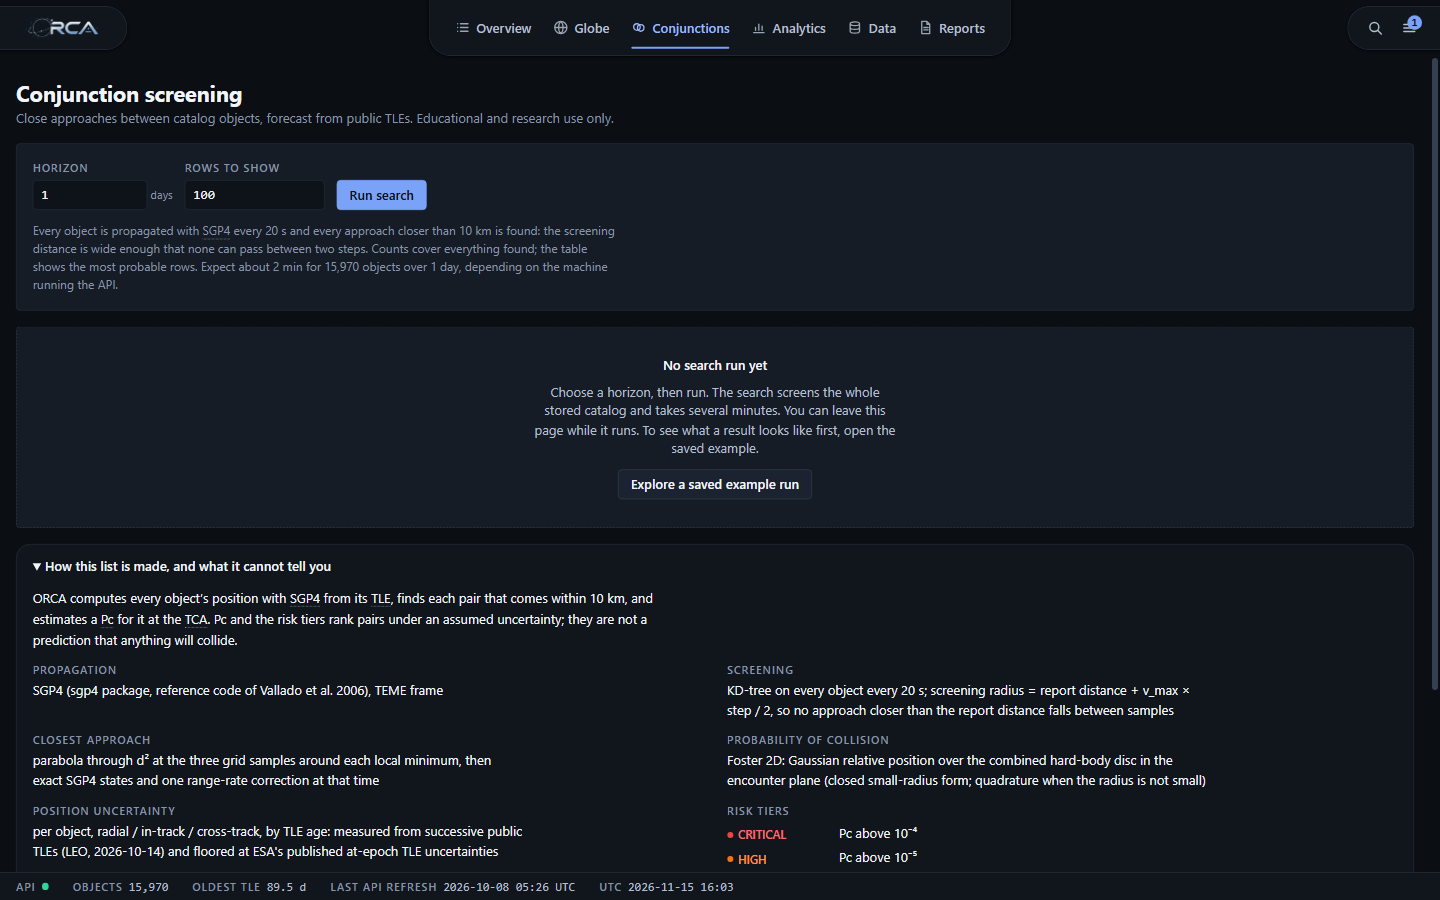 ORCA
Overview
Globe
Conjunctions
Analytics
Data
Reports
1
Conjunction screening
Close approaches between catalog objects, forecast from public TLEs. Educational and research use only.
HORIZON
ROWS TO SHOW
1 days
100
Run search
Every object is propagated with SGP4 every 20 s and every approach closer than 10 km is found: the screening
distance is wide enough that none can pass between two steps. Counts cover everything found; the table
shows the most probable rows. Expect about 2 min for 15,970 objects over 1 day, depending on the machine
running the API.
No search run yet
Choose a horizon, then run. The search screens the whole
stored catalog and takes several minutes. You can leave this
page while it runs. To see what a result looks like first, open the
saved example.
Explore a saved example run
▼ How this list is made, and what it cannot tell you
ORCA computes every object's position with SGP4 from its TLE, finds each pair that comes within 10 km, and
estimates a Pc for it at the TCA. Pc and the risk tiers rank pairs under an assumed uncertainty; they are not a
prediction that anything will collide.
PROPAGATION
SGP4 (sgp4 package, reference code of Vallado et al. 2006), TEME frame
SCREENING
KD-tree on every object every 20 s; screening radius = report distance + v_max ×
step / 2, so no approach closer than the report distance falls between samples
CLOSEST APPROACH
parabola through d² at the three grid samples around each local minimum, then
exact SGP4 states and one range-rate correction at that time
PROBABILITY OF COLLISION
Foster 2D: Gaussian relative position over the combined hard-body disc in the
encounter plane (closed small-radius form; quadrature when the radius is not small)
POSITION UNCERTAINTY
per object, radial / in-track / cross-track, by TLE age: measured from successive public
TLEs (LEO, 2026-10-14) and floored at ESA's published at-epoch TLE uncertainties
RISK TIERS
CRITICAL Pc above 10⁻⁴
HIGH Pc above 10⁻⁵
API
OBJECTS 15,970
OLDEST TLE 89.5 d
LAST API REFRESH 2026-10-08 05:26 UTC
UTC 2026-11-15 16:03